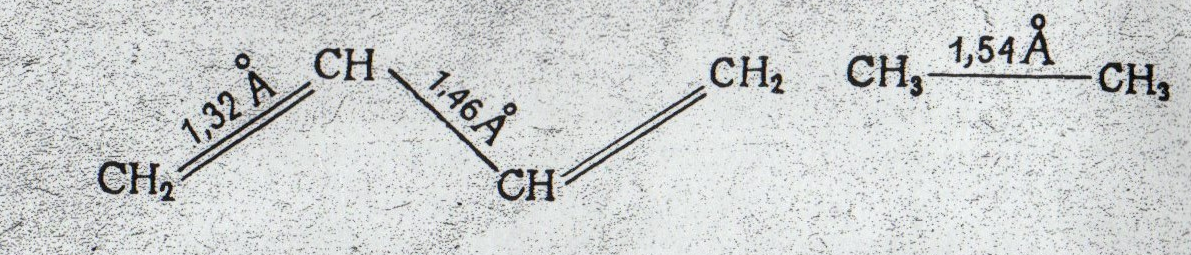 CH₂ 1,32 Å CH 1,46 Å CH CH₂
CH₃ 1,54 Å CH₃